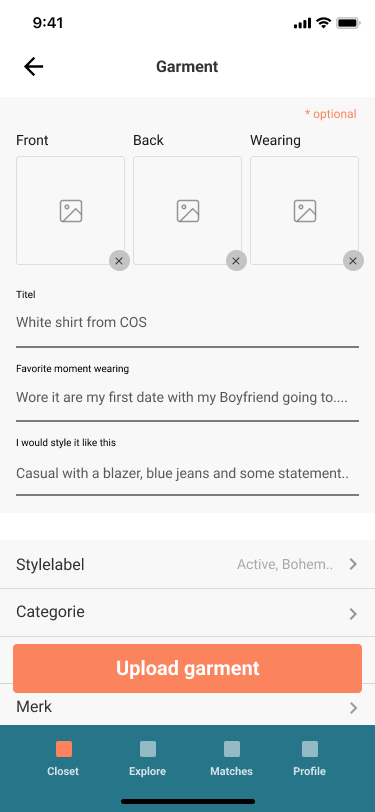 9:41
Garment
* optional
Front Back Wearing
Titel
White shirt from COS
Favorite moment wearing
Wore it are my first date with my Boyfriend going to....
I would style it like this
Casual with a blazer, blue jeans and some statement..
Stylelabel Active, Bohem..
Categorie
Upload garment
Merk
Closet Explore Matches Profile